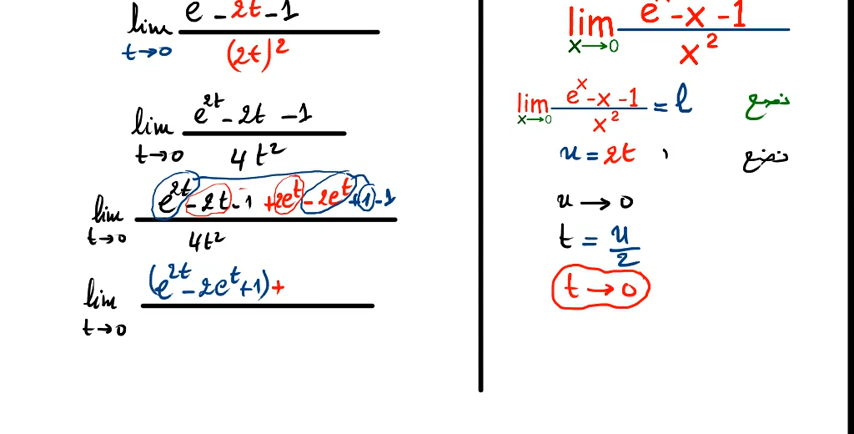 lim t→0 (e - 2t - 1) / (2t)²
lim t→0 (e^{2t} - 2t - 1) / 4t²
lim t→0 (e^{2t} - 2t - 1 + 2e^t - 2e^t + 1 - 1) / 4t²
lim t→0 (e^{2t} - 2e^t + 1) +
lim x→0 (e^x - x - 1) / x²
lim x→0 (e^x - x - 1) / x² = l نضع
u = 2t , نضع
u → 0
t = u/2
t → 0